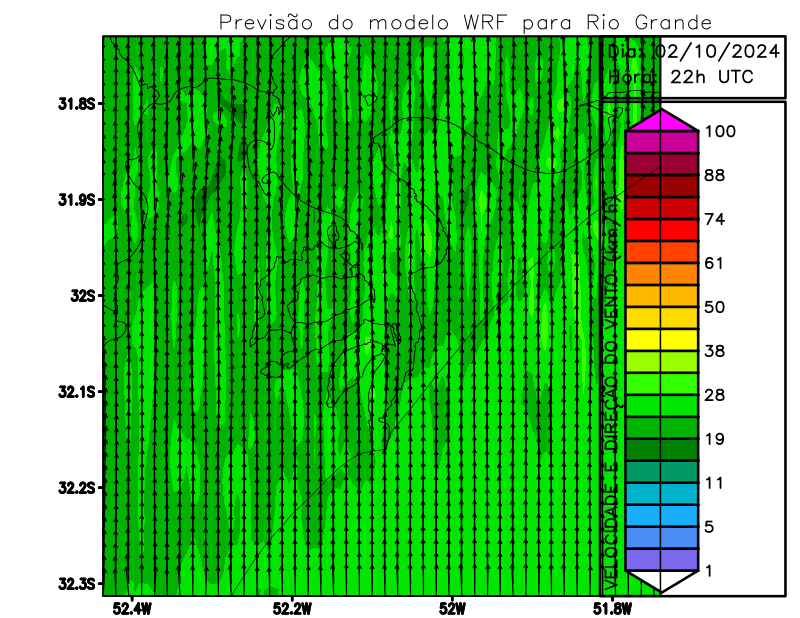 Previsão do modelo WRF para Rio Grande
Dia: 02/10/2024
Hora: 22h UTC
31.8S
31.9S
32S
32.1S
32.2S
32.3S
52.4W
52.2W
52W
51.8W
VELOCIDADE E DIREÇÃO DO VENTO (km/h)
100
88
74
61
50
38
28
19
11
5
1